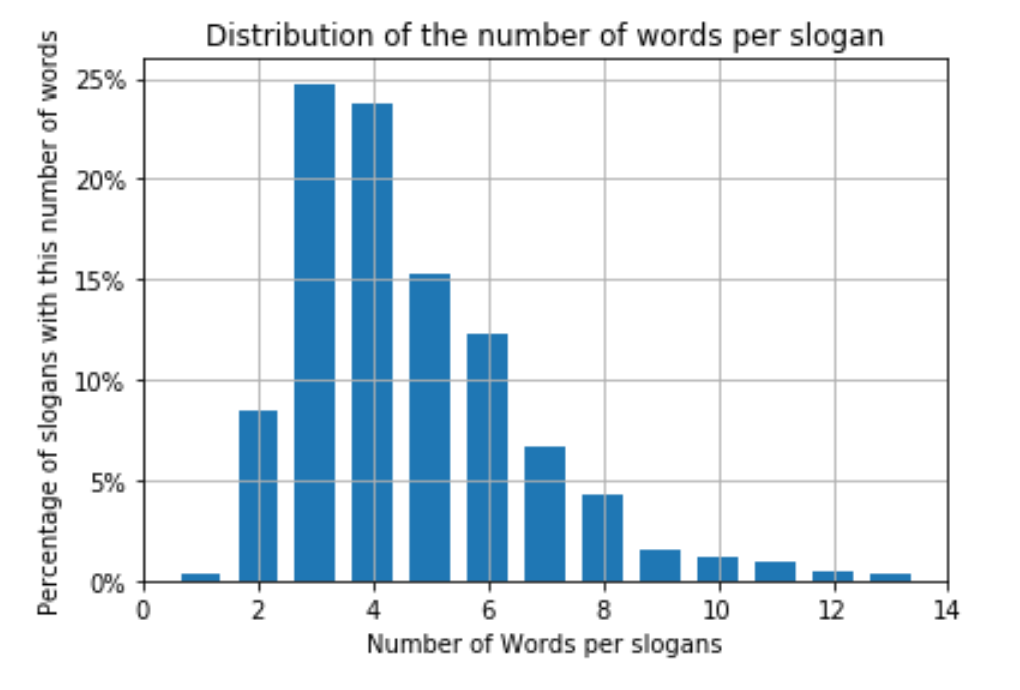 Distribution of the number of words per slogan
Percentage of slogans with this number of words
25%
20%
15%
10%
5%
0%
0 2 4 6 8 10 12 14
Number of Words per slogans